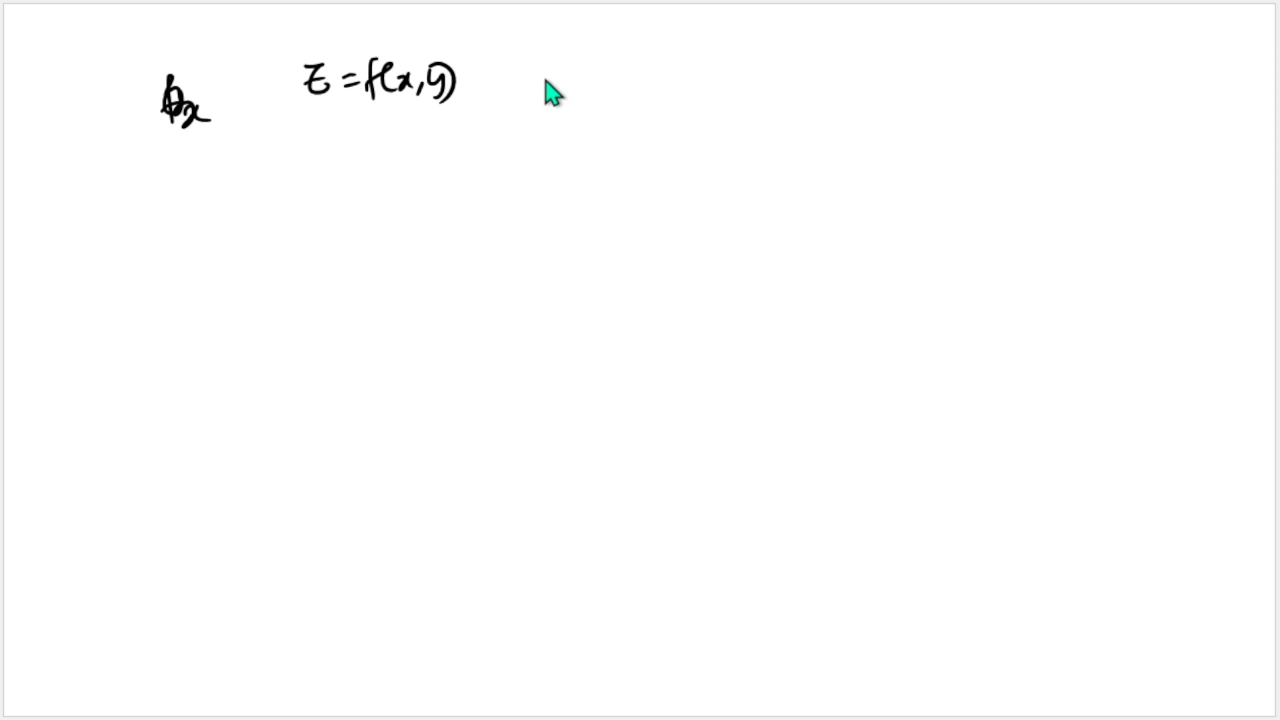 z = f(x, y)